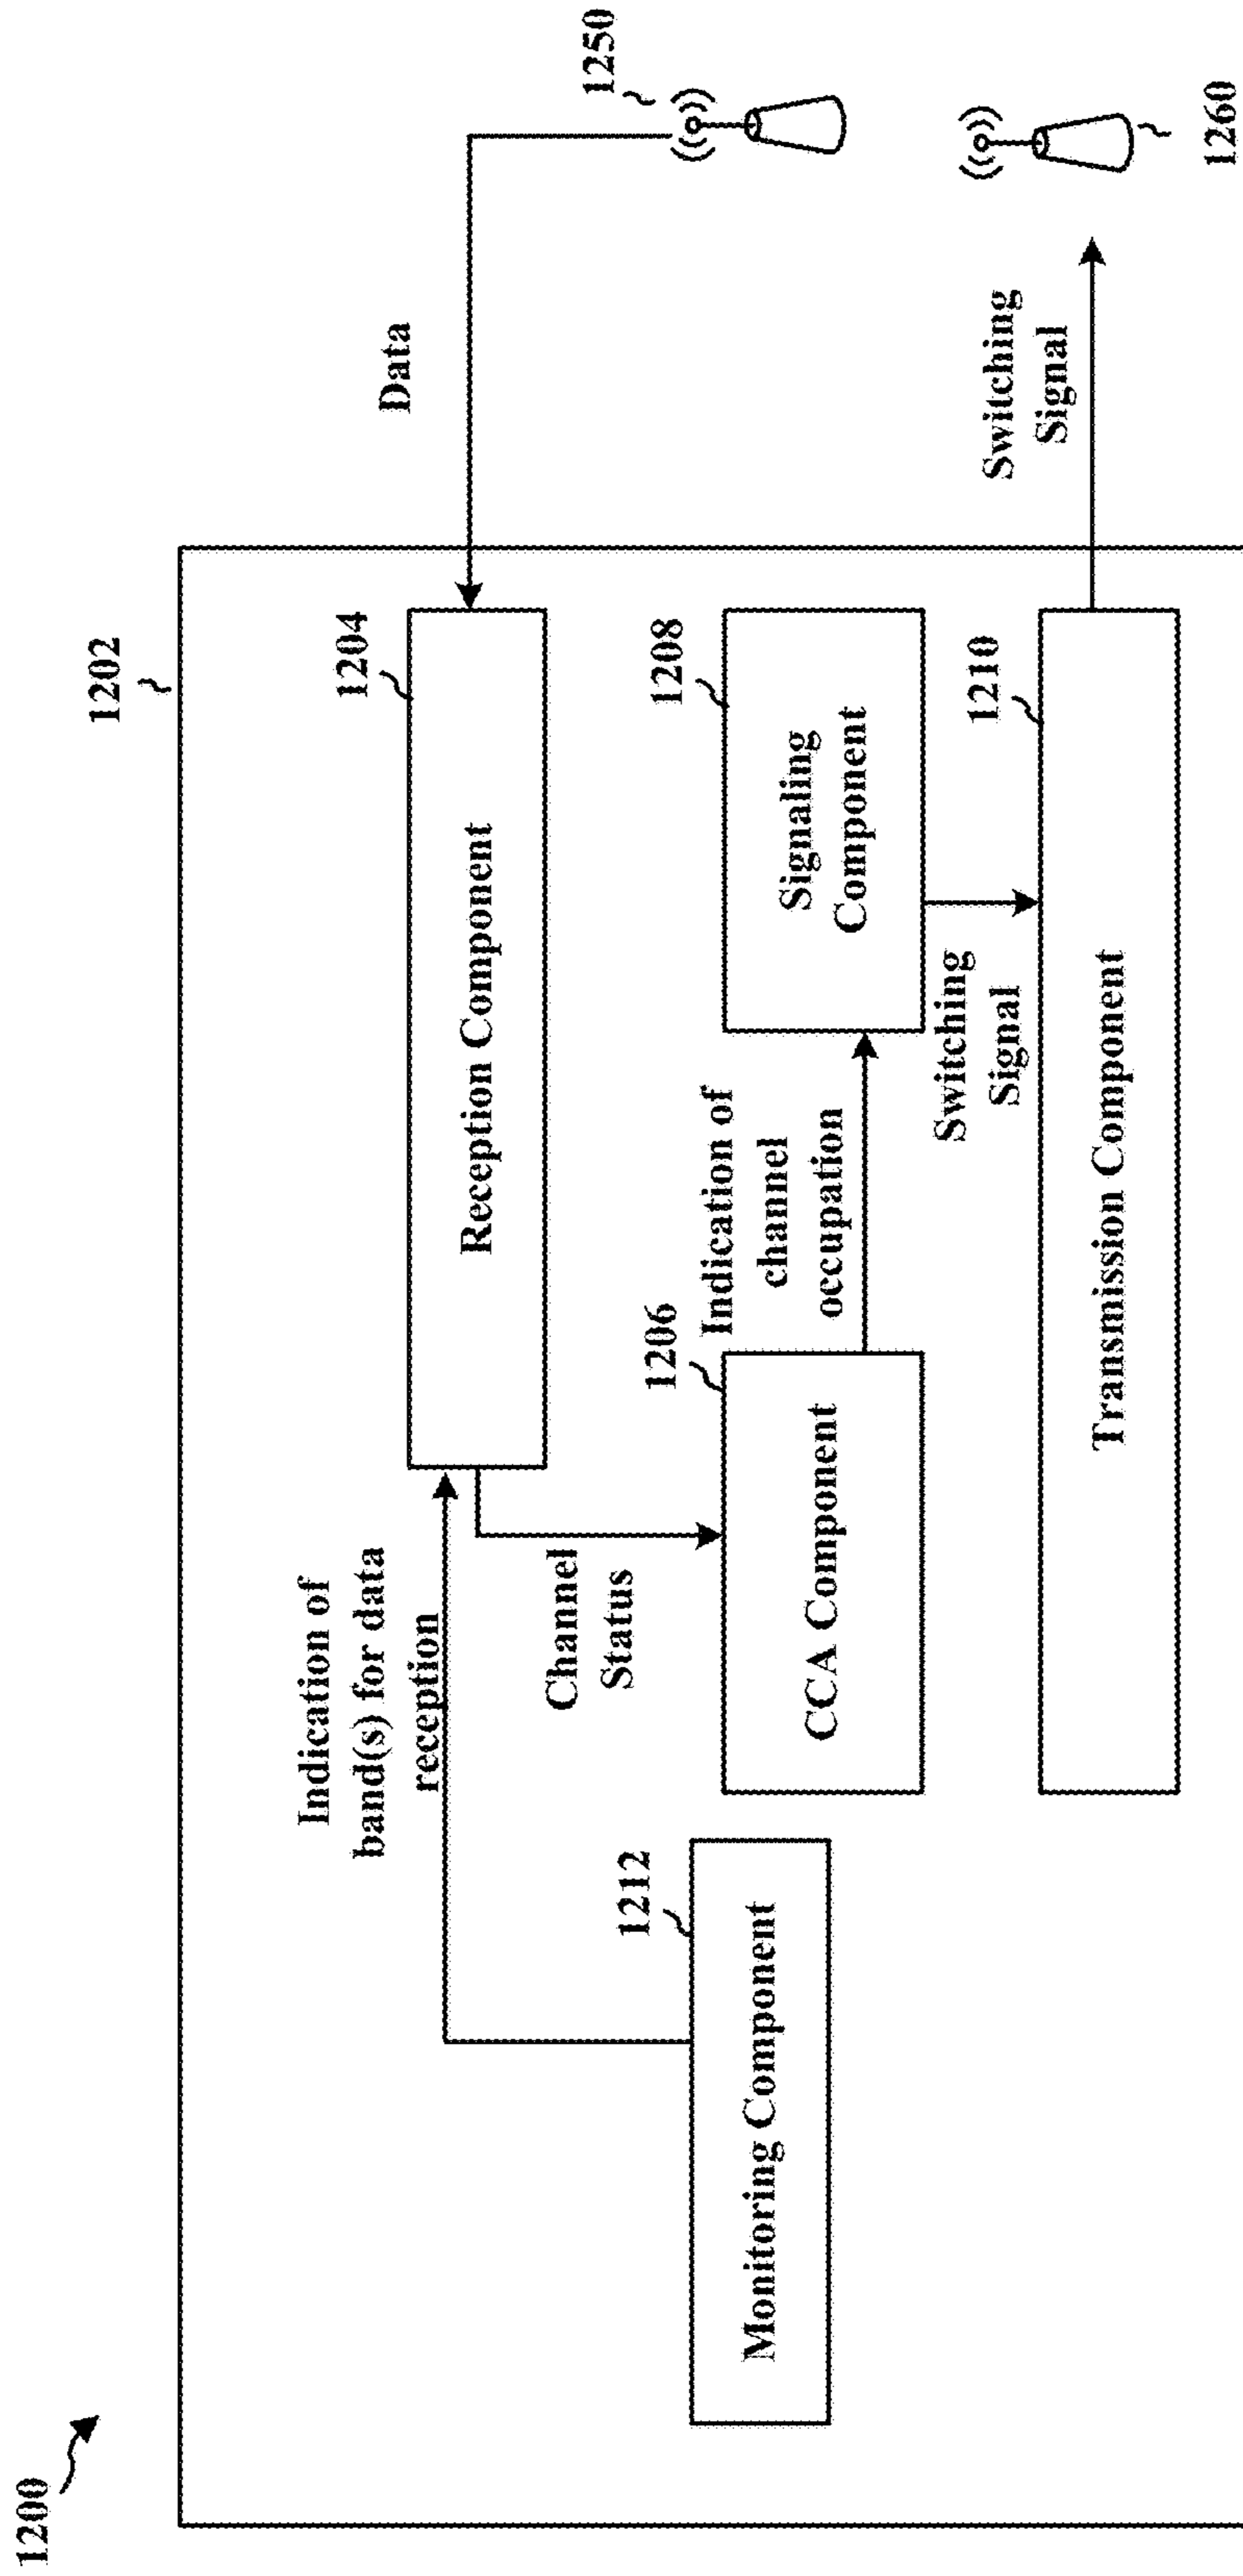 1200
1202
Indication of
band(s) for data
reception
1204
Reception Component
Data
1250
Channel
Status
1212
Monitoring Component
1206
CCA Component
Indication of
channel
occupation
1208
Signaling
Component
Switching
Signal
1210
Transmission Component
Switching
Signal
1260